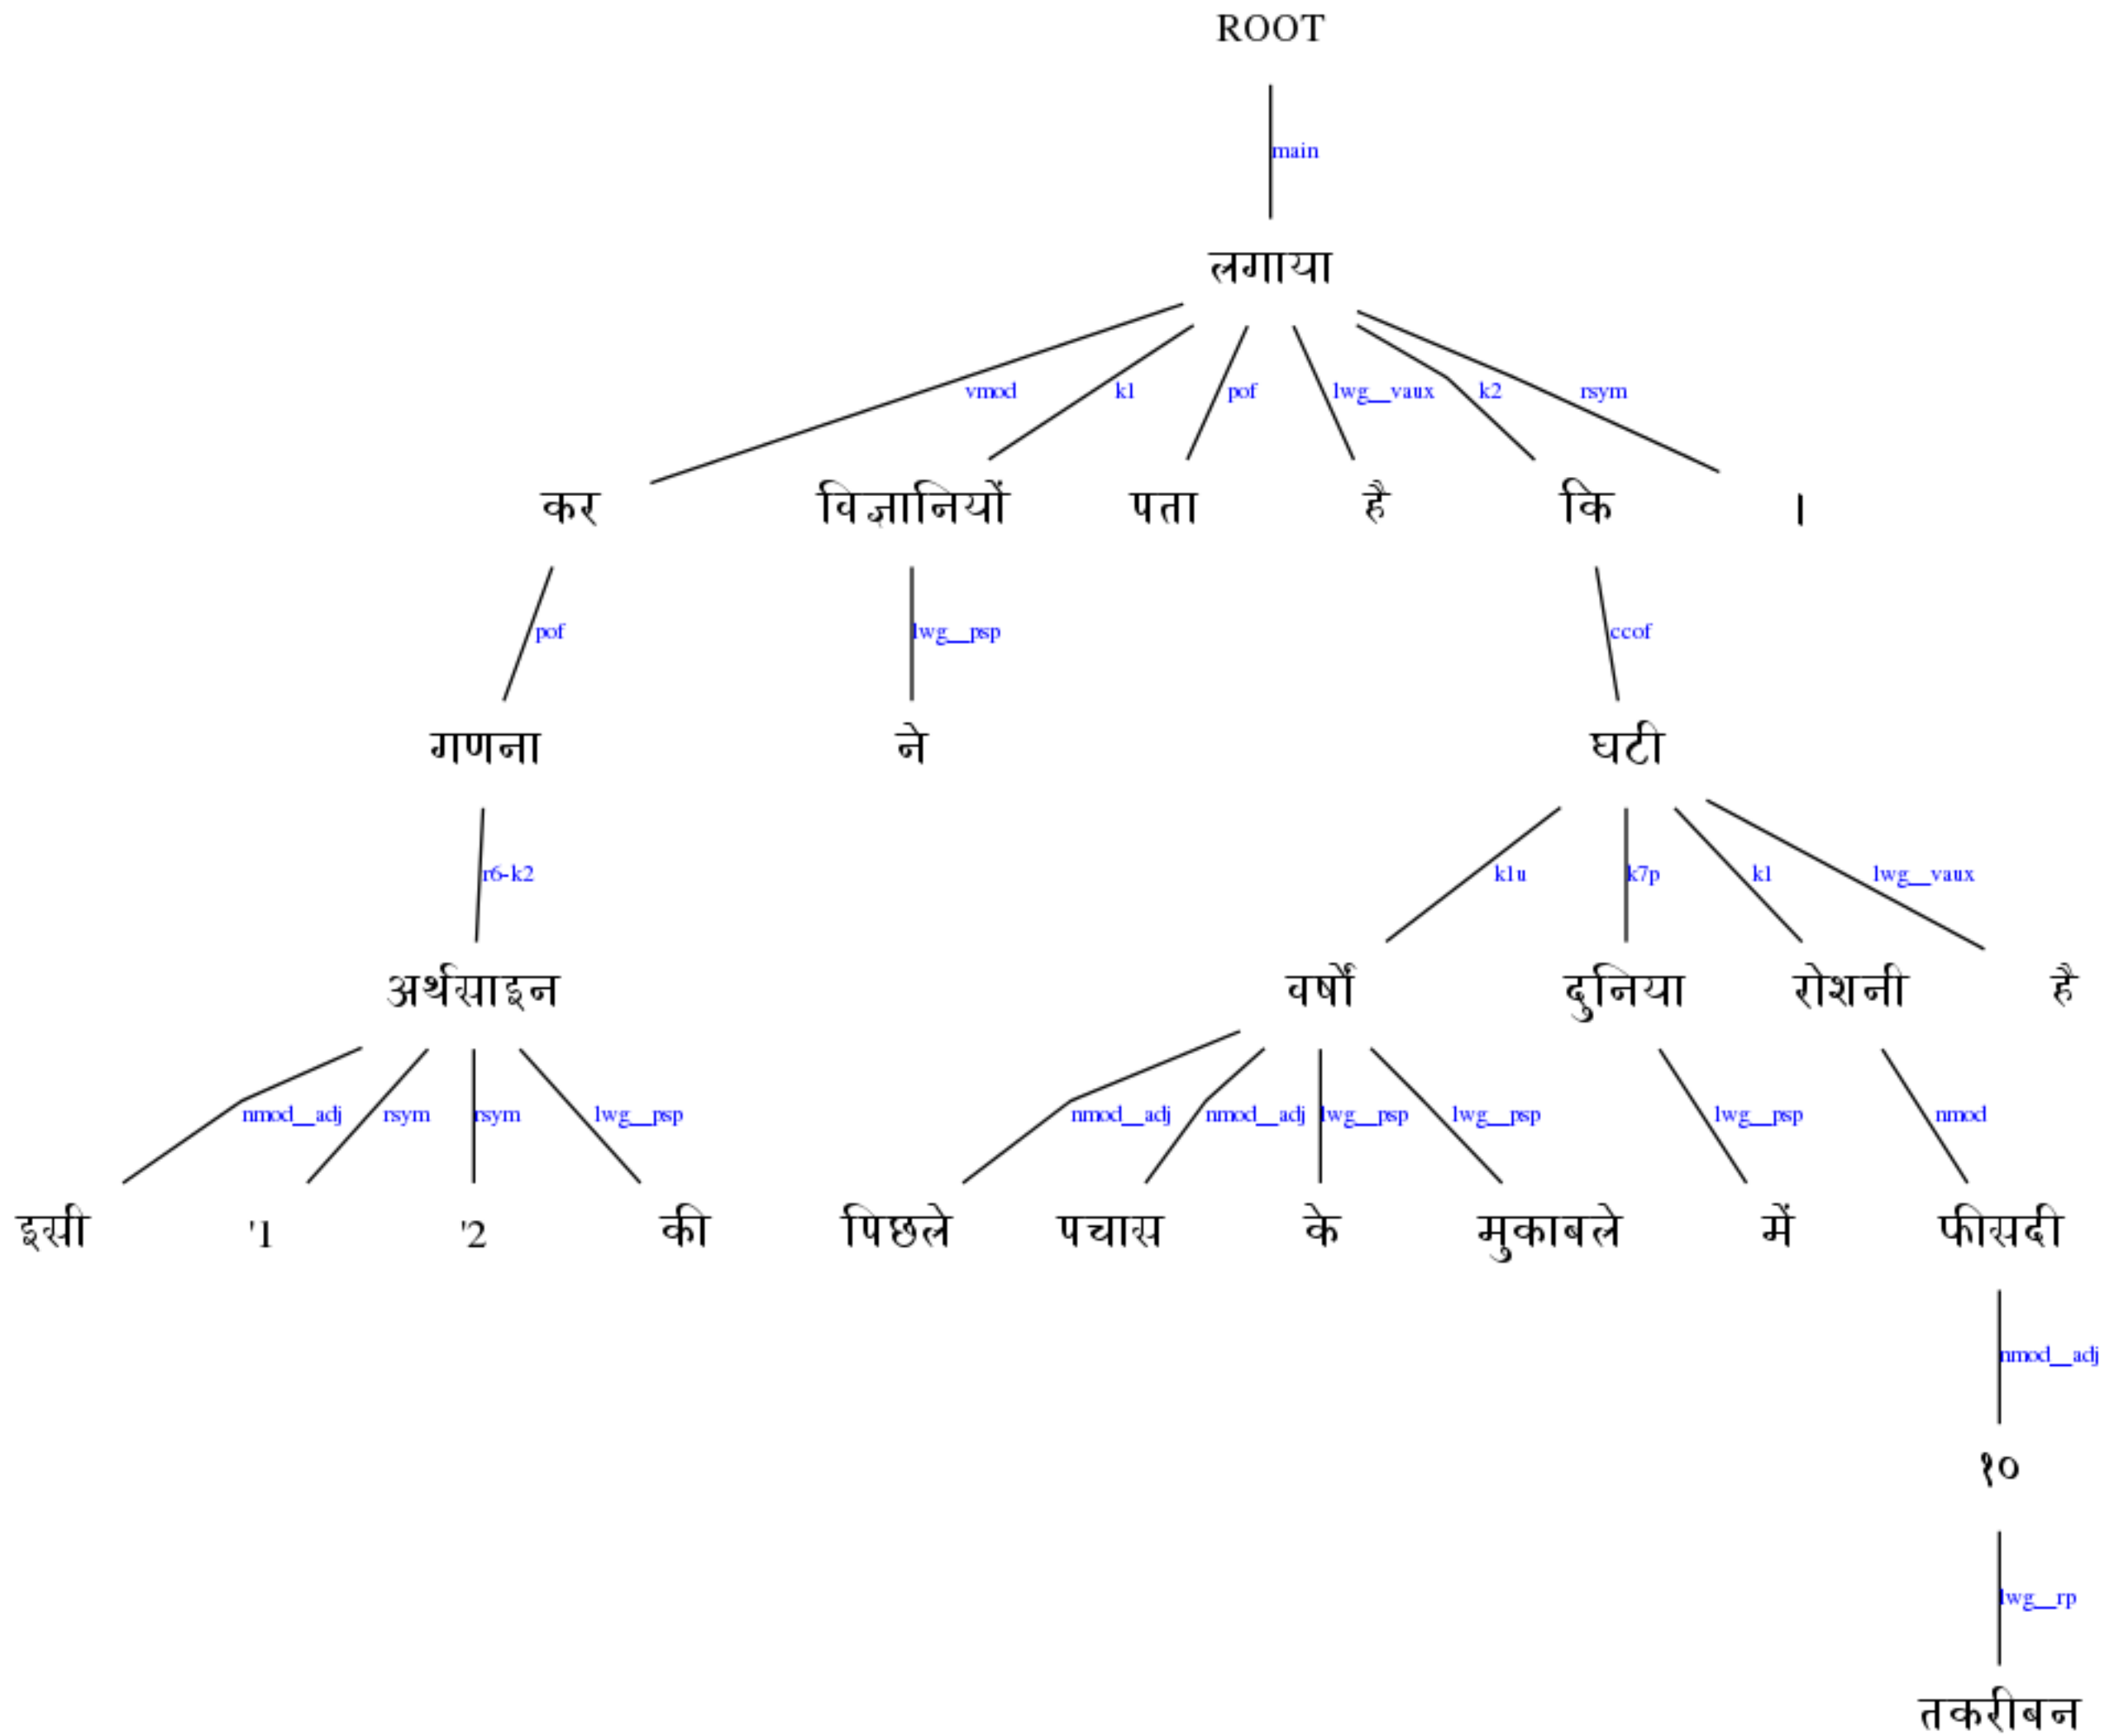 ROOT
main
लगाया
vmod k1 pof lwg__vaux k2 rsym
कर विज्ञानियों पता है कि ।
pof lwg__psp ccof
गणना ने घटी
r6-k2 k1u k7p k1 lwg__vaux
अर्थसाइन वर्षों दुनिया रोशनी है
nmod__adj rsym rsym lwg__psp nmod__adj nmod__adj lwg__psp lwg__psp lwg__psp nmod
इसी '1 '2 की पिछले पचास के मुकाबले में फीसदी
nmod__adj
१०
lwg__rp
तकरीबन